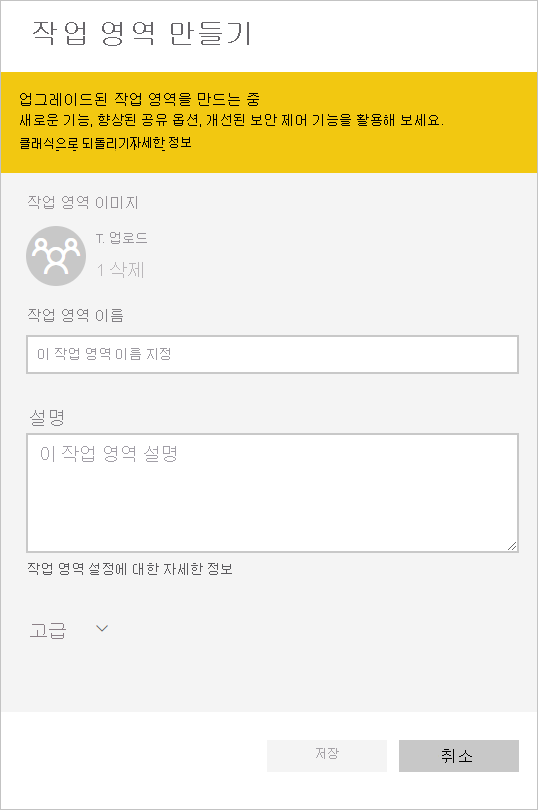 작업 영역 만들기
업그레이드된 작업 영역을 만드는 중
새로운 기능, 향상된 공유 옵션, 개선된 보안 제어 기능을 활용해 보세요.
클래식으로 되돌리기자세한 정보
작업 영역 이미지
T. 업로드
1 삭제
작업 영역 이름
이 작업 영역 이름 지정
설명
이 작업 영역 설명
작업 영역 설정에 대한 자세한 정보
고급
저장
취소